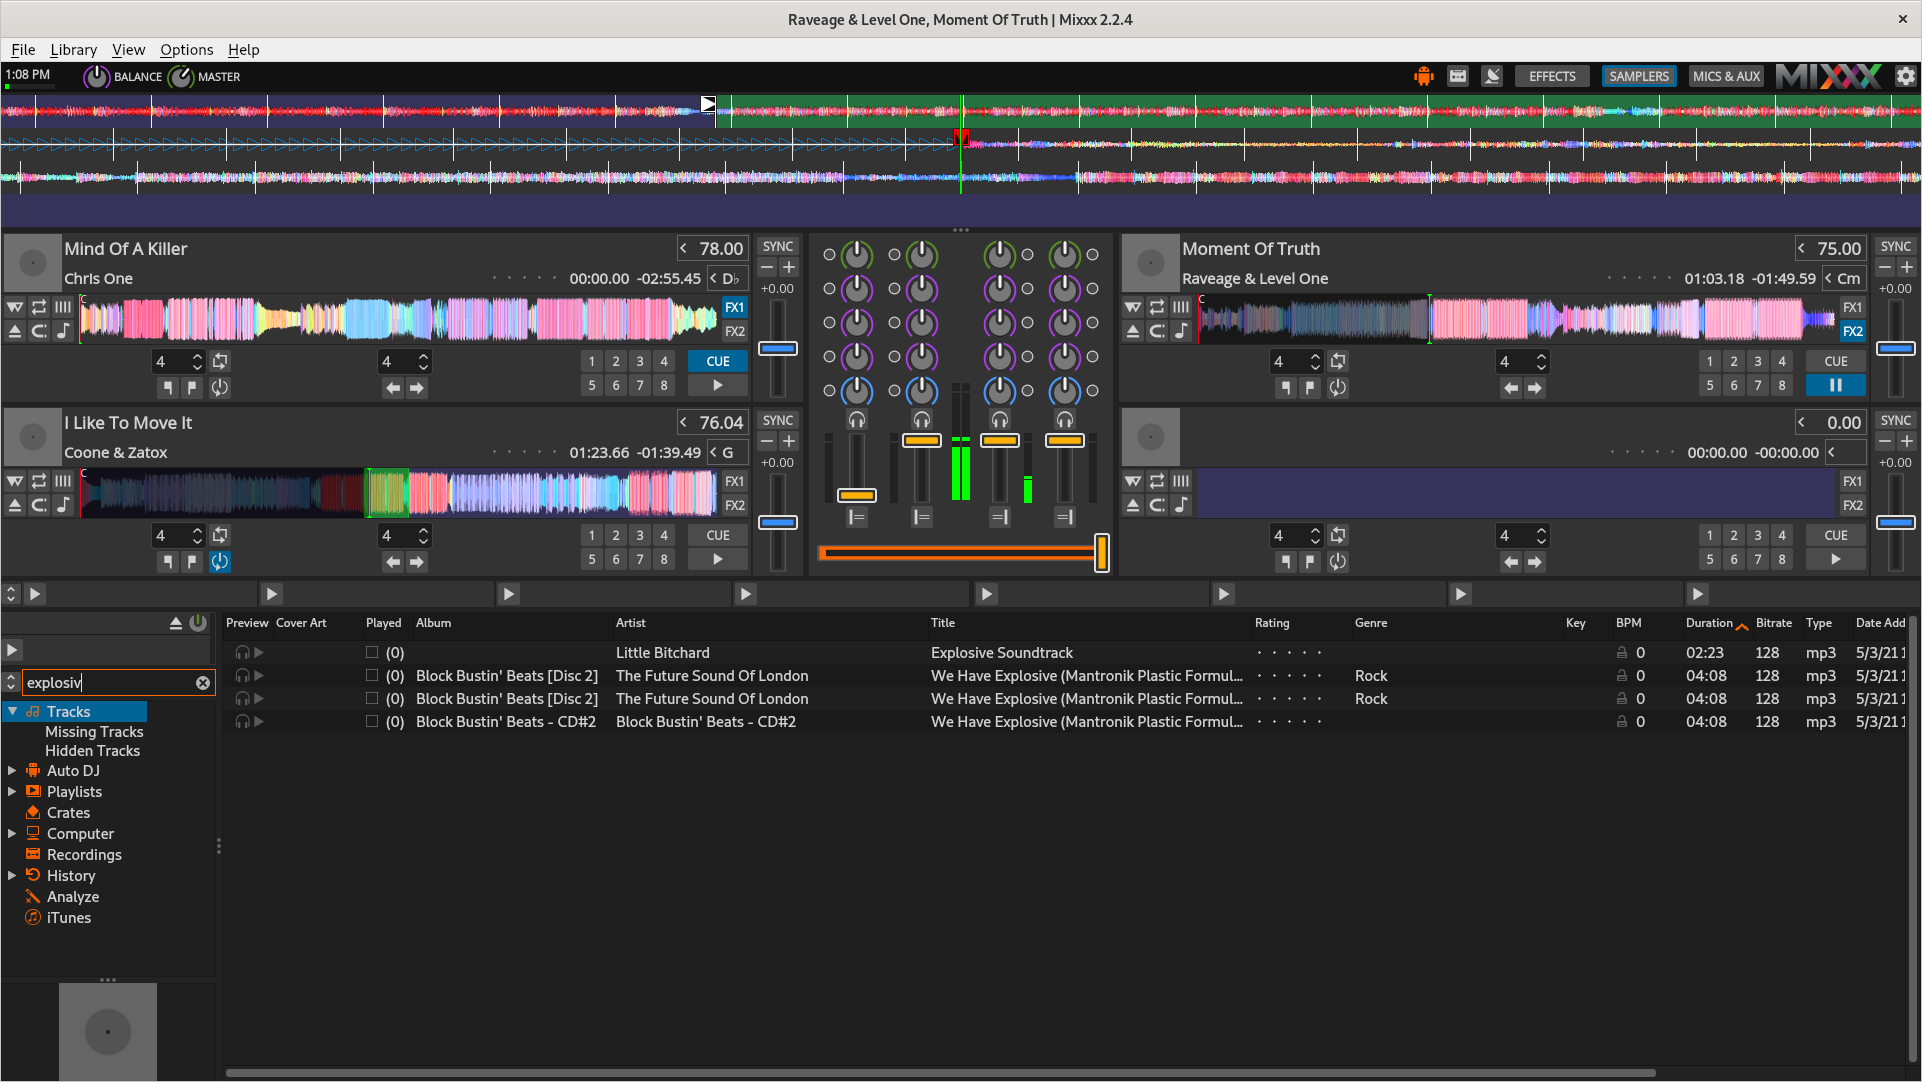 Raveage & Level One, Moment Of Truth | Mixxx 2.2.4
File Library View Options Help
1:08 PM BALANCE MASTER EFFECTS SAMPLERS MICS & AUX MIXXX
Mind Of A Killer 78.00 SYNC
Chris One 00:00.00 -02:55.45 D♭ +0.00
C FX1
FX2
4 4 1 2 3 4 CUE
5 6 7 8
I Like To Move It 76.04 SYNC
Coone & Zatox 01:23.66 -01:39.49 G +0.00
C FX1
FX2
4 4 1 2 3 4 CUE
5 6 7 8
Moment Of Truth 75.00 SYNC
Raveage & Level One 01:03.18 -01:49.59 Cm +0.00
C FX1
FX2
4 4 1 2 3 4 CUE
5 6 7 8
0.00 SYNC
00:00.00 -00:00.00 +0.00
FX1
FX2
4 4 1 2 3 4 CUE
5 6 7 8
explosiv
Tracks
Missing Tracks
Hidden Tracks
Auto DJ
Playlists
Crates
Computer
Recordings
History
Analyze
iTunes
Preview Cover Art Played Album Artist Title Rating Genre Key BPM Duration Bitrate Type Date Add
(0) Little Bitchard Explosive Soundtrack 0 02:23 128 mp3 5/3/21 1
(0) Block Bustin' Beats [Disc 2] The Future Sound Of London We Have Explosive (Mantronik Plastic Formul... Rock 0 04:08 128 mp3 5/3/21 1
(0) Block Bustin' Beats [Disc 2] The Future Sound Of London We Have Explosive (Mantronik Plastic Formul... Rock 0 04:08 128 mp3 5/3/21 1
(0) Block Bustin' Beats - CD#2 Block Bustin' Beats - CD#2 We Have Explosive (Mantronik Plastic Formul... 0 04:08 128 mp3 5/3/21 1